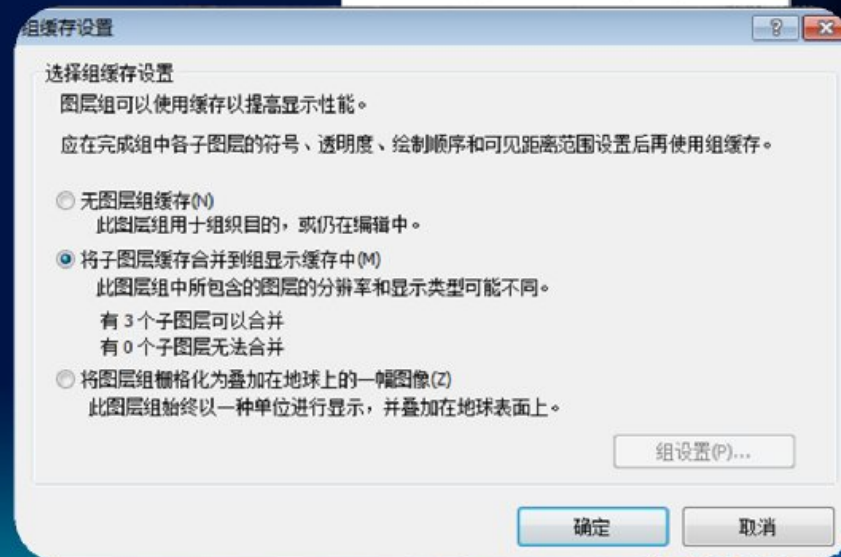 组缓存设置
选择组缓存设置
图层组可以使用缓存以提高显示性能。
应在完成组中各子图层的符号、透明度、绘制顺序和可见距离范围设置后再使用组缓存。
无图层组缓存(N)
此图层组用于组织目的，或仍在编辑中。
将子图层缓存合并到组显示缓存中(M)
此图层组中所包含的图层的分辨率和显示类型可能不同。
有 3 个子图层可以合并
有 0 个子图层无法合并
将图层组栅格化为叠加在地球上的一幅图像(Z)
此图层组始终以一种单位进行显示，并叠加在地球表面上。
组设置(P)...
确定 取消